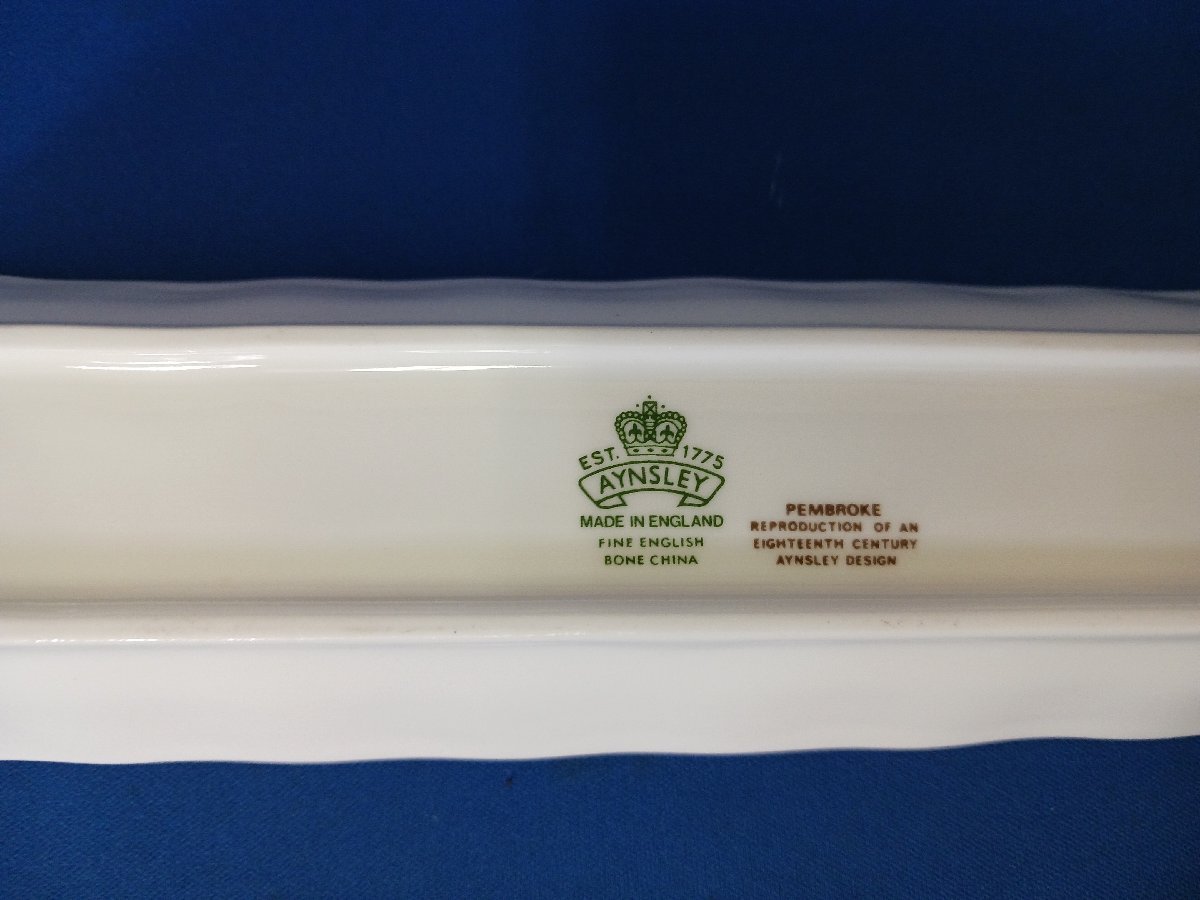 EST. 1775
AYNSLEY
MADE IN ENGLAND
FINE ENGLISH
BONE CHINA
PEMBROKE
REPRODUCTION OF AN
EIGHTEENTH CENTURY
AYNSLEY DESIGN